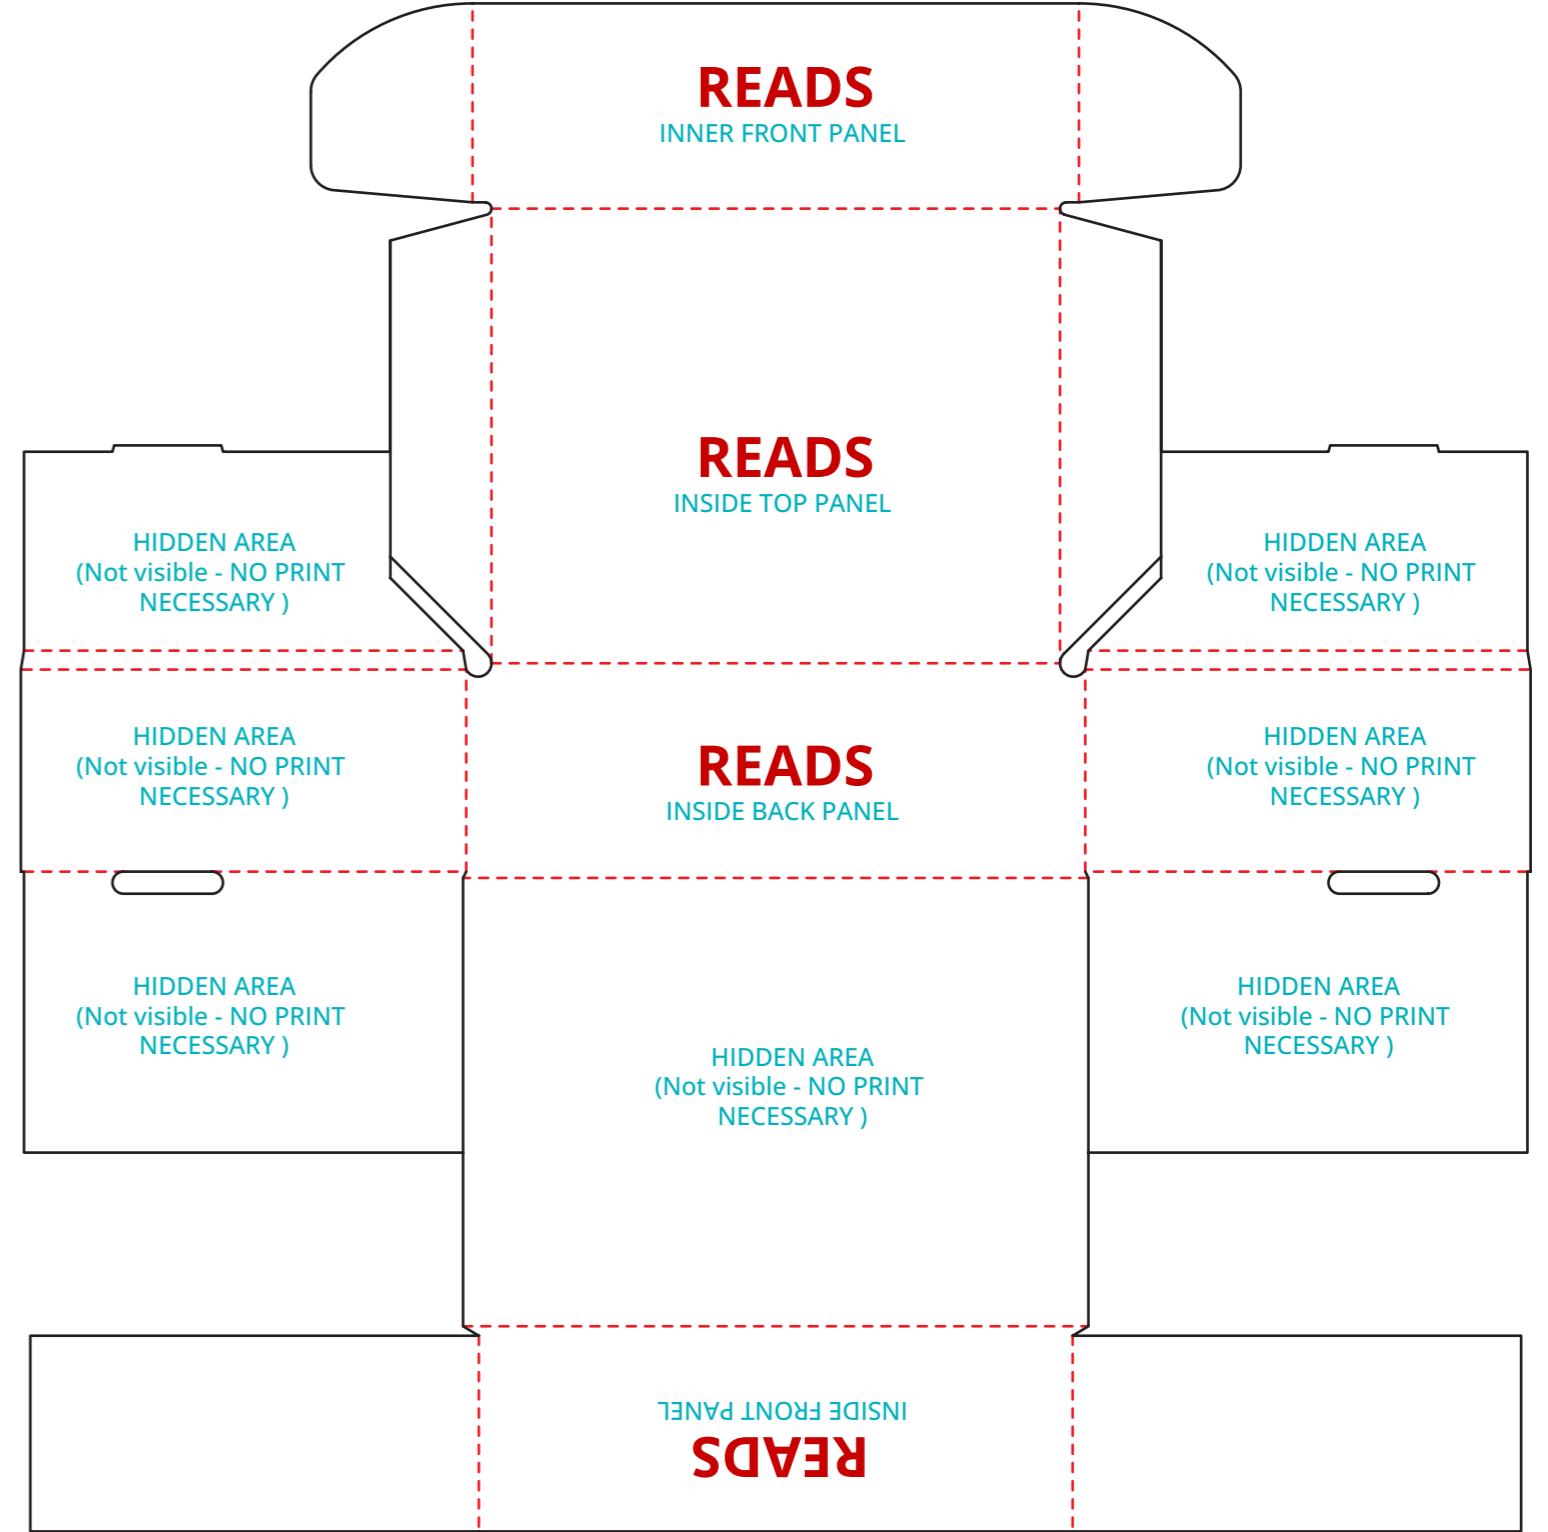 READS
INNER FRONT PANEL
READS
INSIDE TOP PANEL
HIDDEN AREA
(Not visible - NO PRINT
NECESSARY )
HIDDEN AREA
(Not visible - NO PRINT
NECESSARY )
HIDDEN AREA
(Not visible - NO PRINT
NECESSARY )
READS
INSIDE BACK PANEL
HIDDEN AREA
(Not visible - NO PRINT
NECESSARY )
HIDDEN AREA
(Not visible - NO PRINT
NECESSARY )
HIDDEN AREA
(Not visible - NO PRINT
NECESSARY )
HIDDEN AREA
(Not visible - NO PRINT
NECESSARY )
READS
INSIDE FRONT PANEL